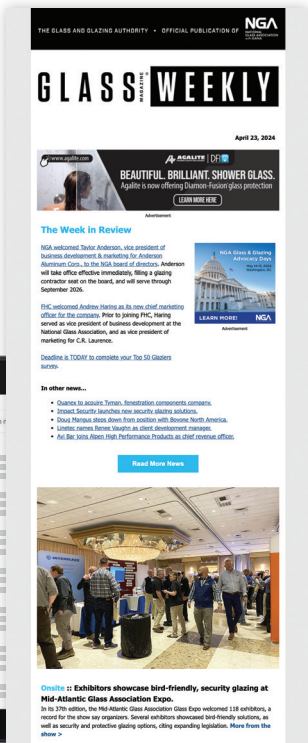 THE GLASS AND GLAZING AUTHORITY • OFFICIAL PUBLICATION OF NGA
NATIONAL
GLASS ASSOCIATION
with GANA
GLASS MAGAZINE WEEKLY
April 23, 2024
www.agalite.com
AGALITE | DFI
BEAUTIFUL. BRILLIANT. SHOWER GLASS.
Agalite is now offering Diamon-Fusion glass protection
LEARN MORE HERE
Advertisement
The Week in Review
NGA welcomed Taylor Anderson, vice president of
business development & marketing for Anderson
Aluminum Corp., to the NGA board of directors. Anderson
will take office effective immediately, filling a glazing
contractor seat on the board, and will serve through
September 2026.
FHC welcomed Andrew Haring as its new chief marketing
officer for the company. Prior to joining FHC, Haring
served as vice president of business development at the
National Glass Association, and as vice president of
marketing for C.R. Laurence.
Deadline is TODAY to complete your Top 50 Glaziers
survey.
NGA Glass & Glazing
Advocacy Days
Washington, DC
LEARN MORE! NGA
Advertisement
In other news...
• Quanex to acquire Tyman, fenestration components company.
• Impact Security launches new security glazing solutions.
• Doug Mangus steps down from position with Bovone North America.
• Linetec names Renee Vaughn as client development manager.
• Avi Bar joins Alpen High Performance Products as chief revenue officer.
Read More News
Onsite :: Exhibitors showcase bird-friendly, security glazing at
Mid-Atlantic Glass Association Expo.
In its 37th edition, the Mid-Atlantic Glass Association Glass Expo welcomed 118 exhibitors, a
record for the show say organizers. Several exhibitors showcased bird-friendly solutions, as
well as security and protective glazing options, citing expanding legislation. More from the
show >